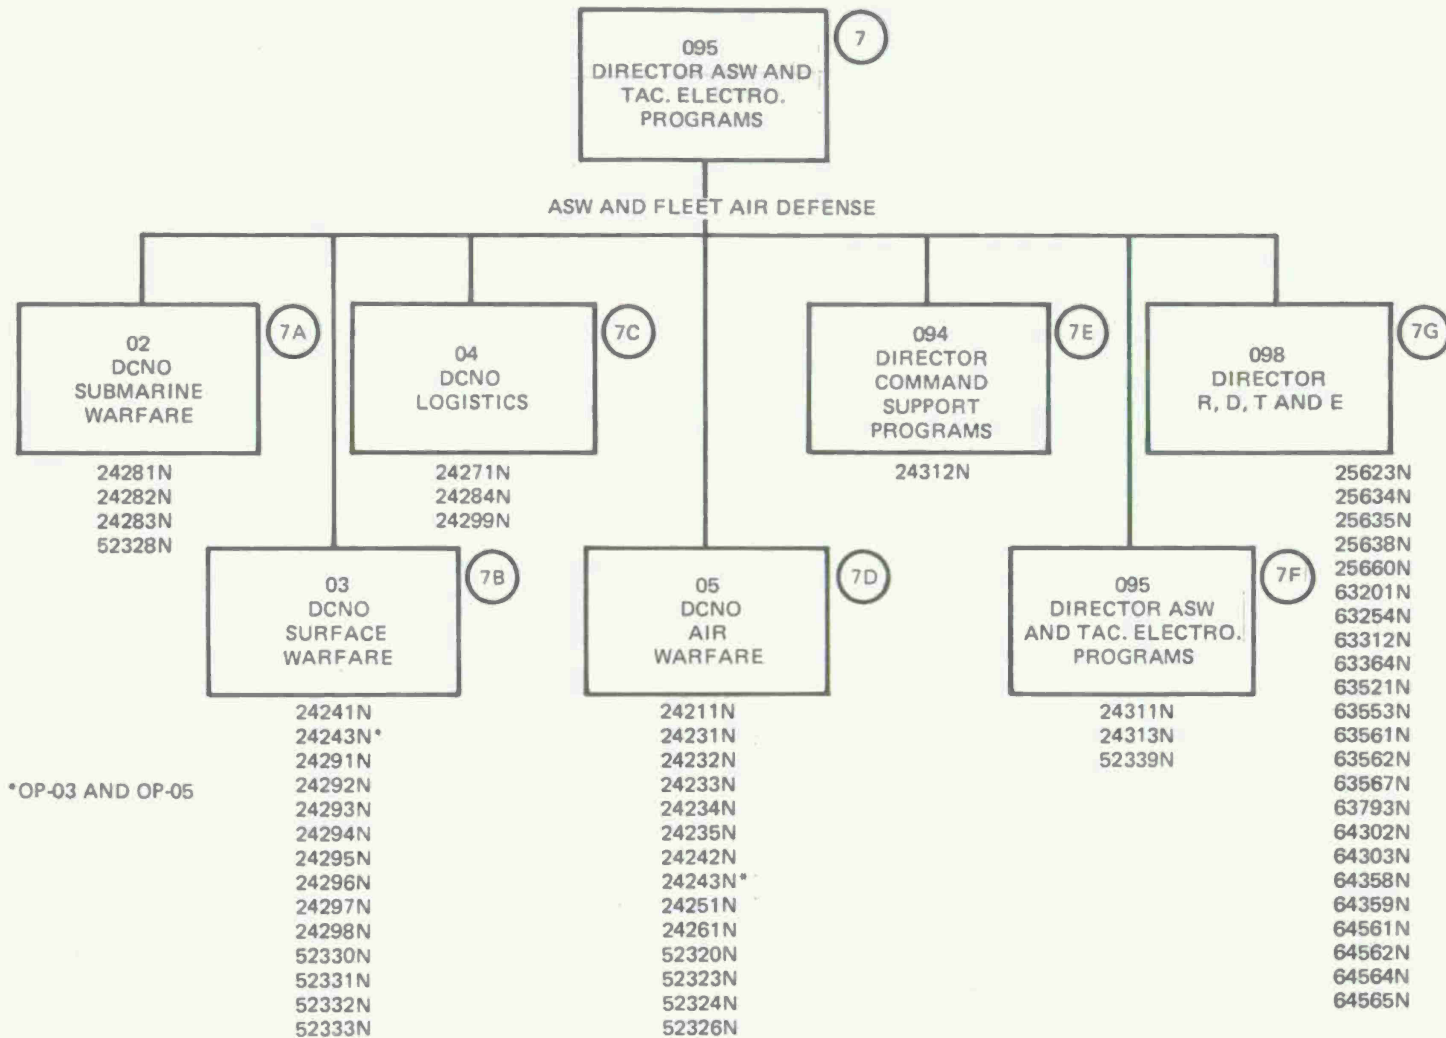 095
DIRECTOR ASW AND
TAC. ELECTRO.
PROGRAMS
7
ASW AND FLEET AIR DEFENSE
02
DCNO
SUBMARINE
WARFARE
7A
24281N
24282N
24283N
52328N
04
DCNO
LOGISTICS
7C
24271N
24284N
24299N
094
DIRECTOR
COMMAND
SUPPORT
PROGRAMS
7E
24312N
098
DIRECTOR
R, D, T AND E
7G
25623N
25634N
25635N
25638N
25660N
63201N
63254N
63312N
63364N
63521N
63553N
63561N
63562N
63567N
63793N
64302N
64303N
64358N
64359N
64561N
64562N
64564N
64565N
03
DCNO
SURFACE
WARFARE
7B
24241N
24243N*
24291N
24292N
24293N
24294N
24295N
24296N
24297N
24298N
52330N
52331N
52332N
52333N
05
DCNO
AIR
WARFARE
7D
24211N
24231N
24232N
24233N
24234N
24235N
24242N
24243N*
24251N
24261N
52320N
52323N
52324N
52326N
095
DIRECTOR ASW
AND TAC. ELECTRO.
PROGRAMS
7F
24311N
24313N
52339N
*OP-03 AND OP-05